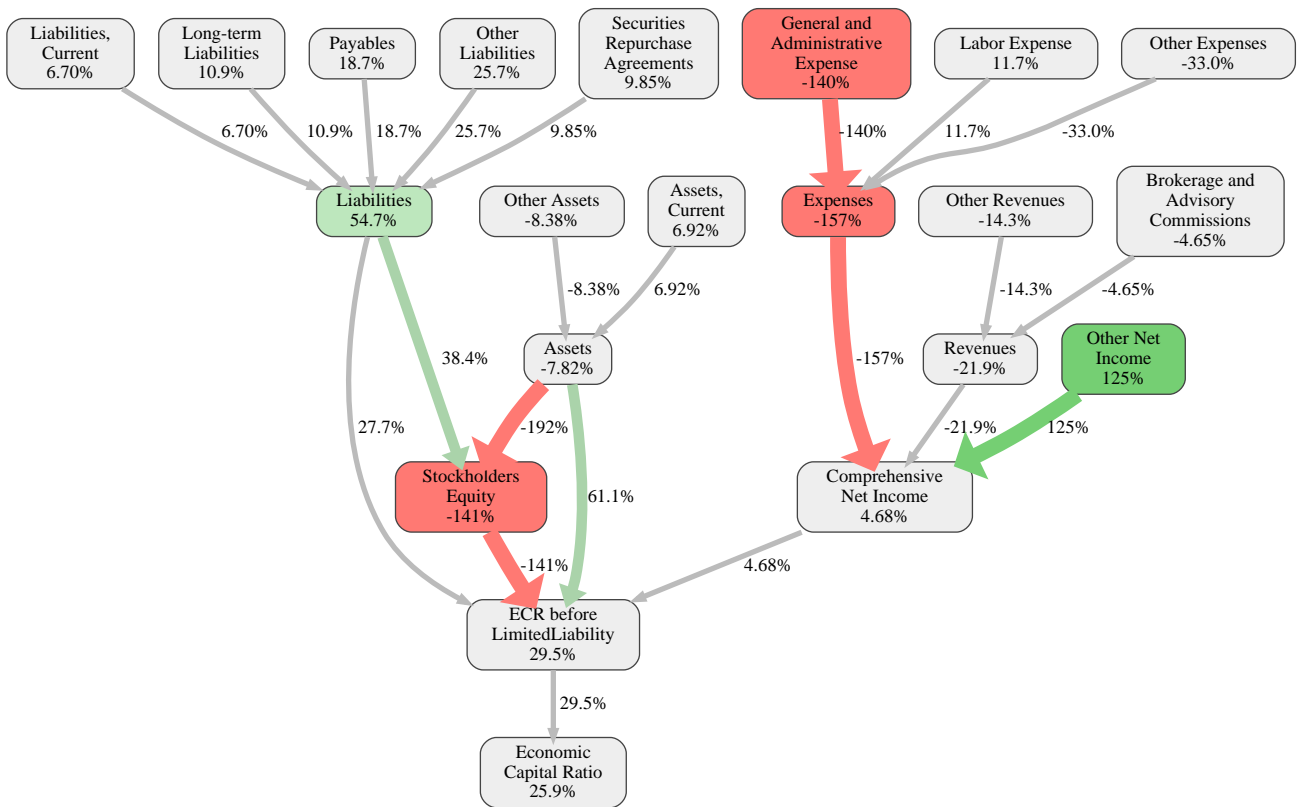 Liabilities,
Current
6.70%
Long-term
Liabilities
10.9%
Payables
18.7%
Other
Liabilities
25.7%
Securities
Repurchase
Agreements
9.85%
General and
Administrative
Expense
-140%
Labor Expense
11.7%
Other Expenses
-33.0%
6.70%
10.9%
18.7%
25.7%
9.85%
-140%
11.7%
-33.0%
Liabilities
54.7%
Other Assets
-8.38%
Assets,
Current
6.92%
Expenses
-157%
Other Revenues
-14.3%
Brokerage and
Advisory
Commissions
-4.65%
-8.38%
6.92%
-14.3%
-4.65%
38.4%
Assets
-7.82%
-157%
Revenues
-21.9%
Other Net
Income
125%
27.7%
-192%
-21.9%
125%
Stockholders
Equity
-141%
61.1%
Comprehensive
Net Income
4.68%
-141%
4.68%
ECR before
LimitedLiability
29.5%
29.5%
Economic
Capital Ratio
25.9%